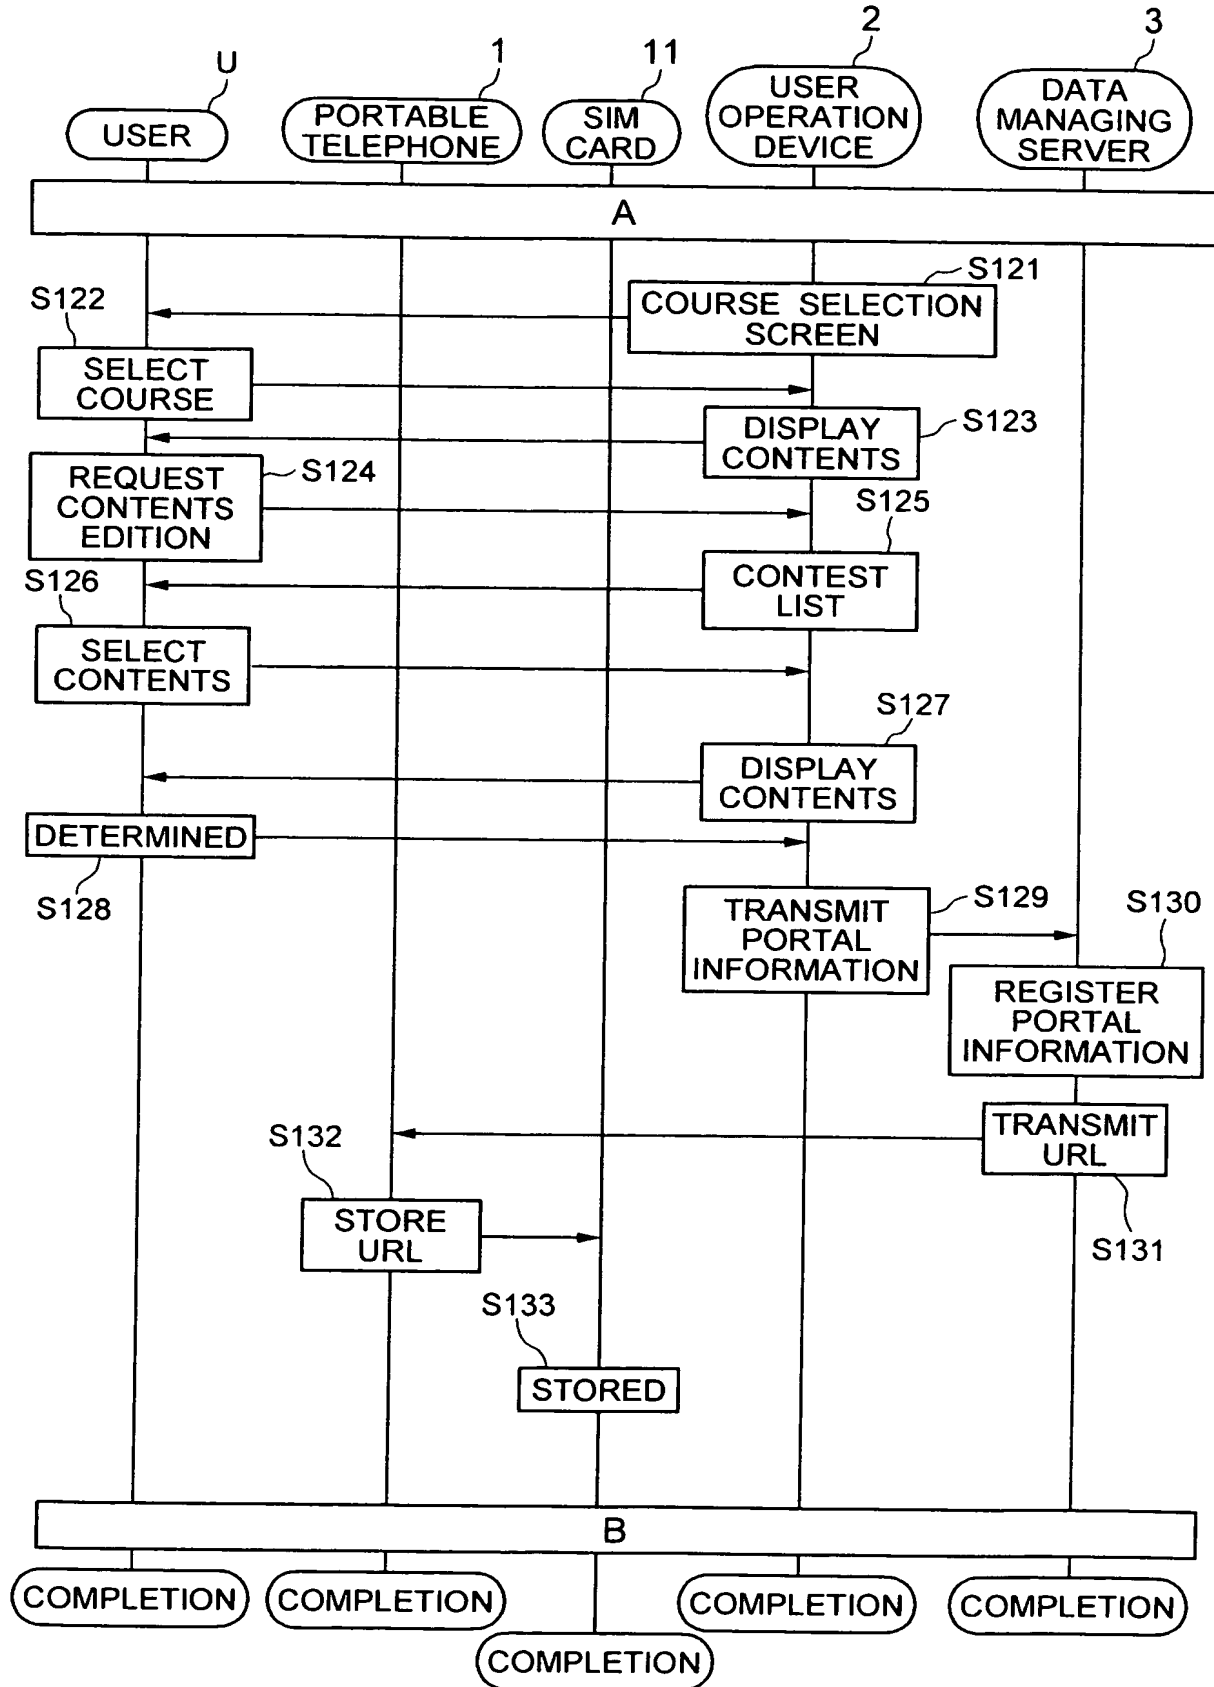 U
1
11
2
3
USER
PORTABLE
TELEPHONE
SIM
CARD
USER
OPERATION
DEVICE
DATA
MANAGING
SERVER
A
S121
COURSE SELECTION
SCREEN
S122
SELECT
COURSE
S123
DISPLAY
CONTENTS
S124
REQUEST
CONTENTS
EDITION
S125
CONTEST
LIST
S126
SELECT
CONTENTS
S127
DISPLAY
CONTENTS
DETERMINED
S128
S129
TRANSMIT
PORTAL
INFORMATION
S130
REGISTER
PORTAL
INFORMATION
TRANSMIT
URL
S131
S132
STORE
URL
S133
STORED
B
COMPLETION
COMPLETION
COMPLETION
COMPLETION
COMPLETION